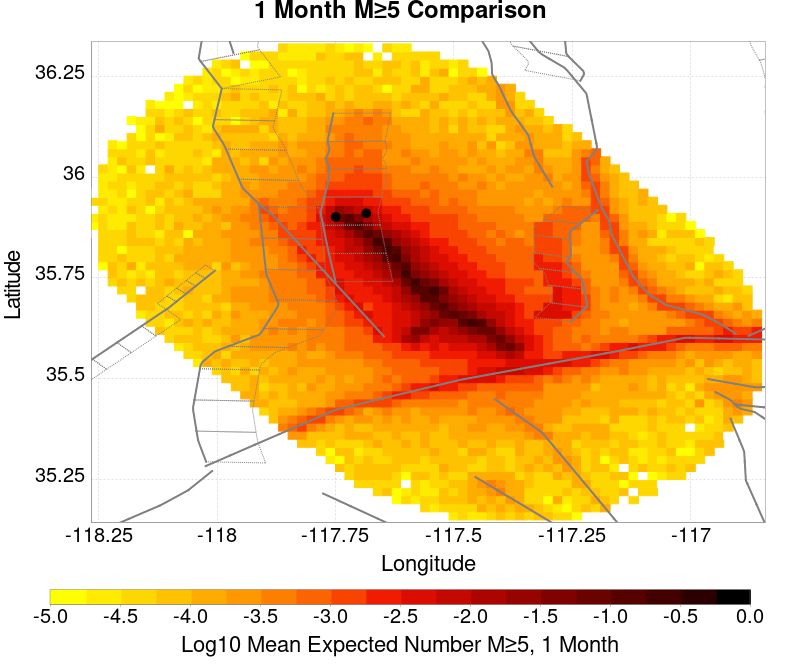 1 Month M≥5 Comparison
36.25
36
35.75
35.5
35.25
Latitude
-118.25 -118 -117.75 -117.5 -117.25 -117
Longitude
-5.0 -4.5 -4.0 -3.5 -3.0 -2.5 -2.0 -1.5 -1.0 -0.5 0.0
Log10 Mean Expected Number M≥5, 1 Month